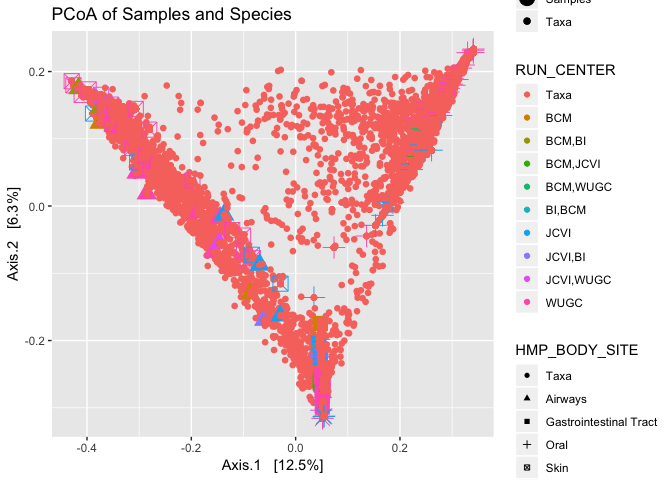 PCoA of Samples and Species
Samples
Taxa
RUN_CENTER
Taxa
BCM
BCM,BI
BCM,JCVI
BCM,WUGC
BI,BCM
JCVI
JCVI,BI
JCVI,WUGC
WUGC
HMP_BODY_SITE
Taxa
Airways
Gastrointestinal Tract
Oral
Skin
Axis.2 [6.3%]
0.2
0.0
-0.2
-0.4
-0.2
0.0
0.2
Axis.1 [12.5%]